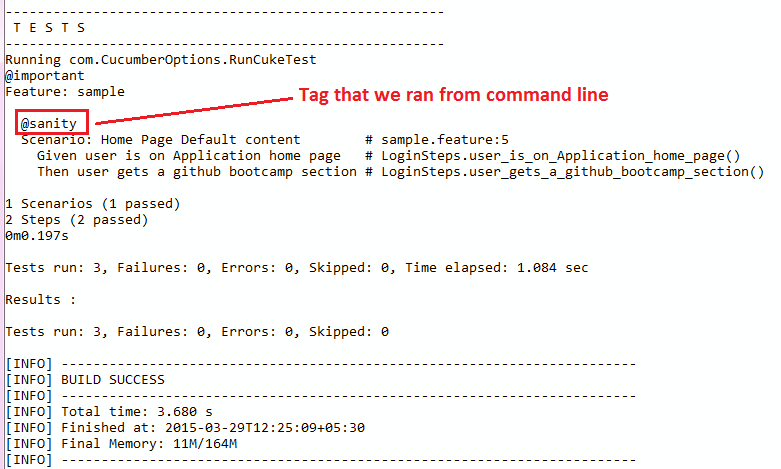 -------------------------------------------------------
 T E S T S
-------------------------------------------------------
Running com.CucumberOptions.RunCukeTest
@important
Feature: sample
Tag that we ran from command line
  @sanity
  Scenario: Home Page Default content        # sample.feature:5
    Given user is on Application home page   # LoginSteps.user_is_on_Application_home_page()
    Then user gets a github bootcamp section # LoginSteps.user_gets_a_github_bootcamp_section()
1 Scenarios (1 passed)
2 Steps (2 passed)
0m0.197s
Tests run: 3, Failures: 0, Errors: 0, Skipped: 0, Time elapsed: 1.084 sec
Results :
Tests run: 3, Failures: 0, Errors: 0, Skipped: 0
[INFO] ------------------------------------------------------------------------
[INFO] BUILD SUCCESS
[INFO] ------------------------------------------------------------------------
[INFO] Total time: 3.680 s
[INFO] Finished at: 2015-03-29T12:25:09+05:30
[INFO] Final Memory: 11M/164M
[INFO] ------------------------------------------------------------------------